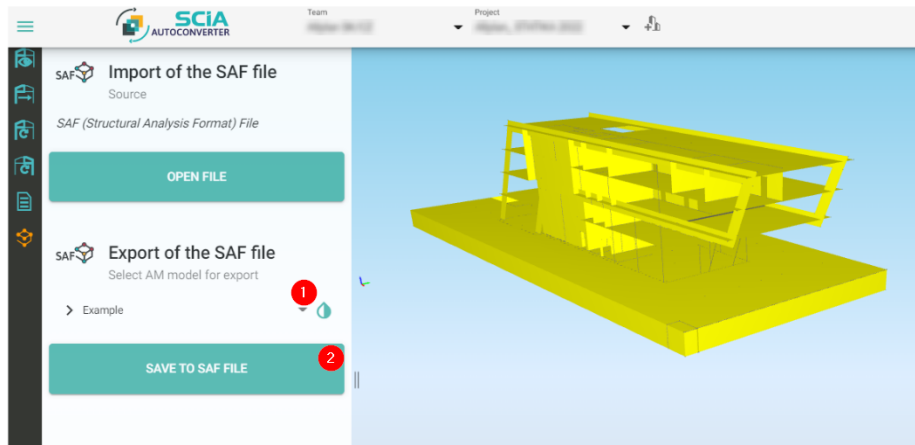 SCiA
AUTOCONVERTER
Team
Project
SAF
Import of the SAF file
Source
SAF (Structural Analysis Format) File
OPEN FILE
SAF
Export of the SAF file
Select AM model for export
1
Example
2
SAVE TO SAF FILE